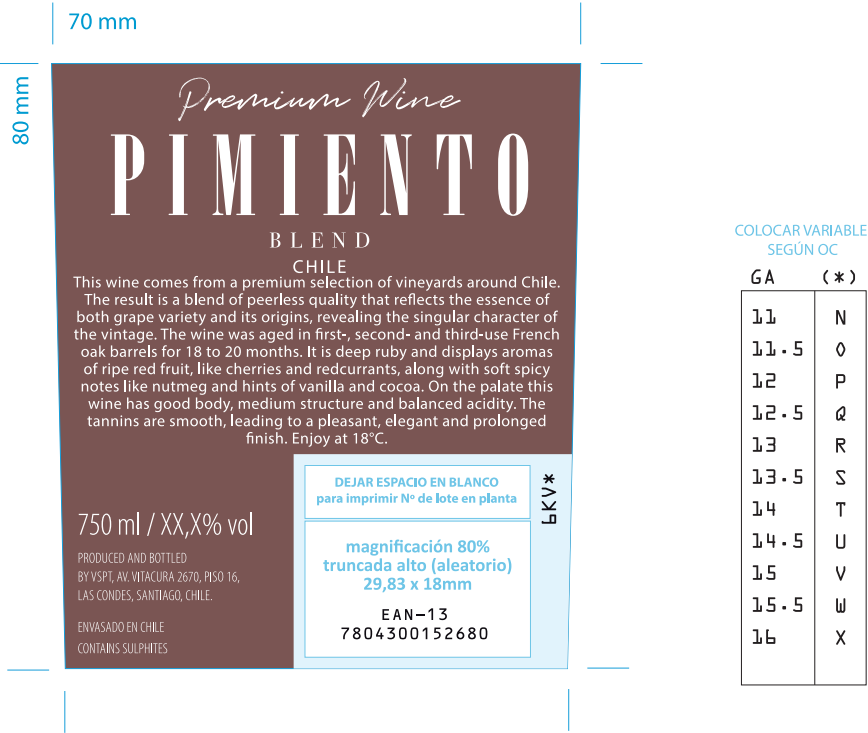 70 mm
80 mm
Premium Wine
PIMIENTO
BLEND
CHILE
This wine comes from a premium selection of vineyards around Chile.
The result is a blend of peerless quality that reflects the essence of
both grape variety and its origins, revealing the singular character of
the vintage. The wine was aged in first-, second- and third-use French
oak barrels for 18 to 20 months. It is deep ruby and displays aromas
of ripe red fruit, like cherries and redcurrants, along with soft spicy
notes like nutmeg and hints of vanilla and cocoa. On the palate this
wine has good body, medium structure and balanced acidity. The
tannins are smooth, leading to a pleasant, elegant and prolonged
finish. Enjoy at 18°C.
750 ml / XX,X% vol
PRODUCED AND BOTTLED
BY VSPT, AV. VITACURA 2670, PISO 16,
LAS CONDES, SANTIAGO, CHILE.
ENVASADO EN CHILE
CONTAINS SULPHITES
DEJAR ESPACIO EN BLANCO
para imprimir Nº de lote en planta
6KV*
magnificación 80%
truncada alto (aleatorio)
29,83 x 18mm
EAN-13
7804300152680
COLOCAR VARIABLE
SEGÚN OC
GA (*)
11 N
11.5 O
12 P
12.5 Q
13 R
13.5 S
14 T
14.5 U
15 V
15.5 W
16 X